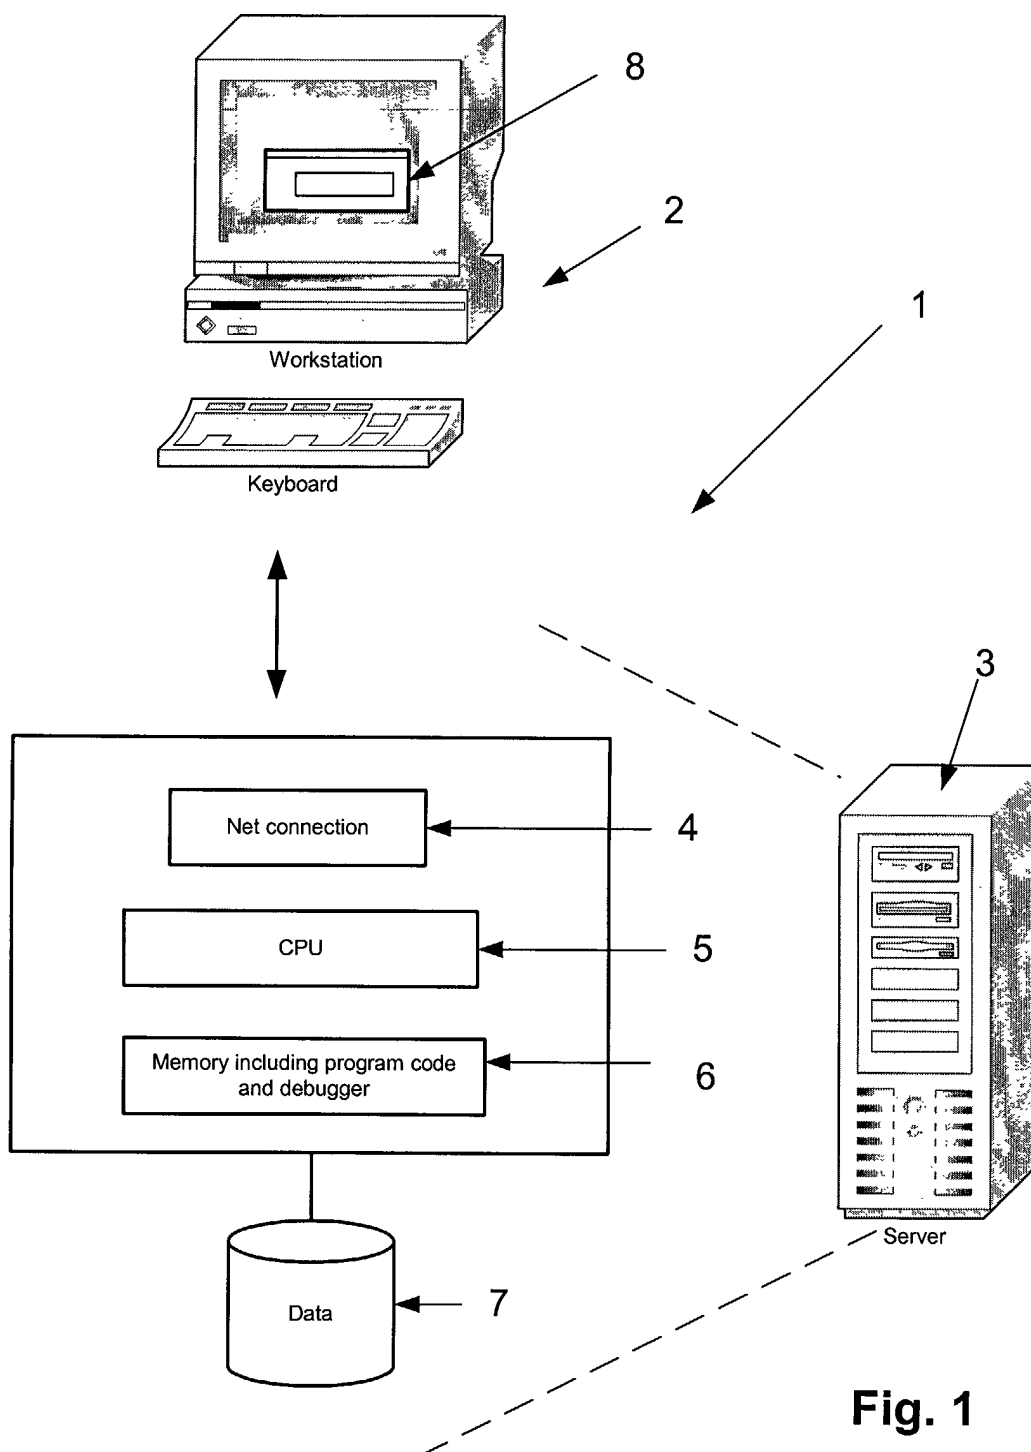 8
2
1
Workstation
Keyboard
3
Net connection
4
CPU
5
Memory including program code
and debugger
6
Server
Data
7
Fig. 1